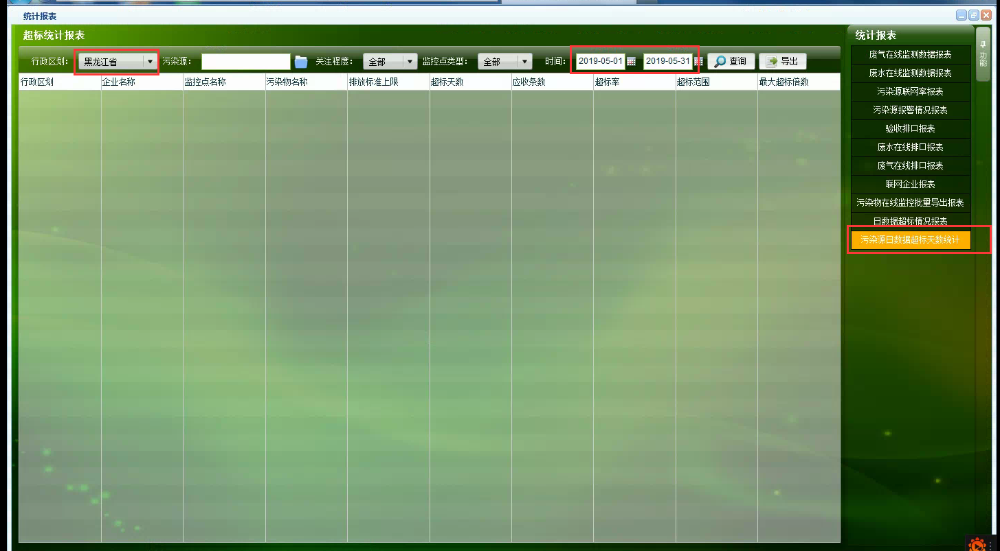 统计报表
超标统计报表
行政区划： 黑龙江省 污染源： 关注程度： 全部 监控点类型： 全部 时间： 2019-05-01 2019-05-31 查询 导出
行政区划 企业名称 监控点名称 污染物名称 排放标准上限 超标天数 应收条数 超标率 超标范围 最大超标倍数
统计报表
废气在线监测数据报表
废水在线监测数据报表
污染源联网率报表
污染源报警情况报表
验收排口报表
废水在线排口报表
废气在线排口报表
联网企业报表
污染物在线监控批量导出报表
日数据超标情况报表
污染源日数据超标天数统计
功能